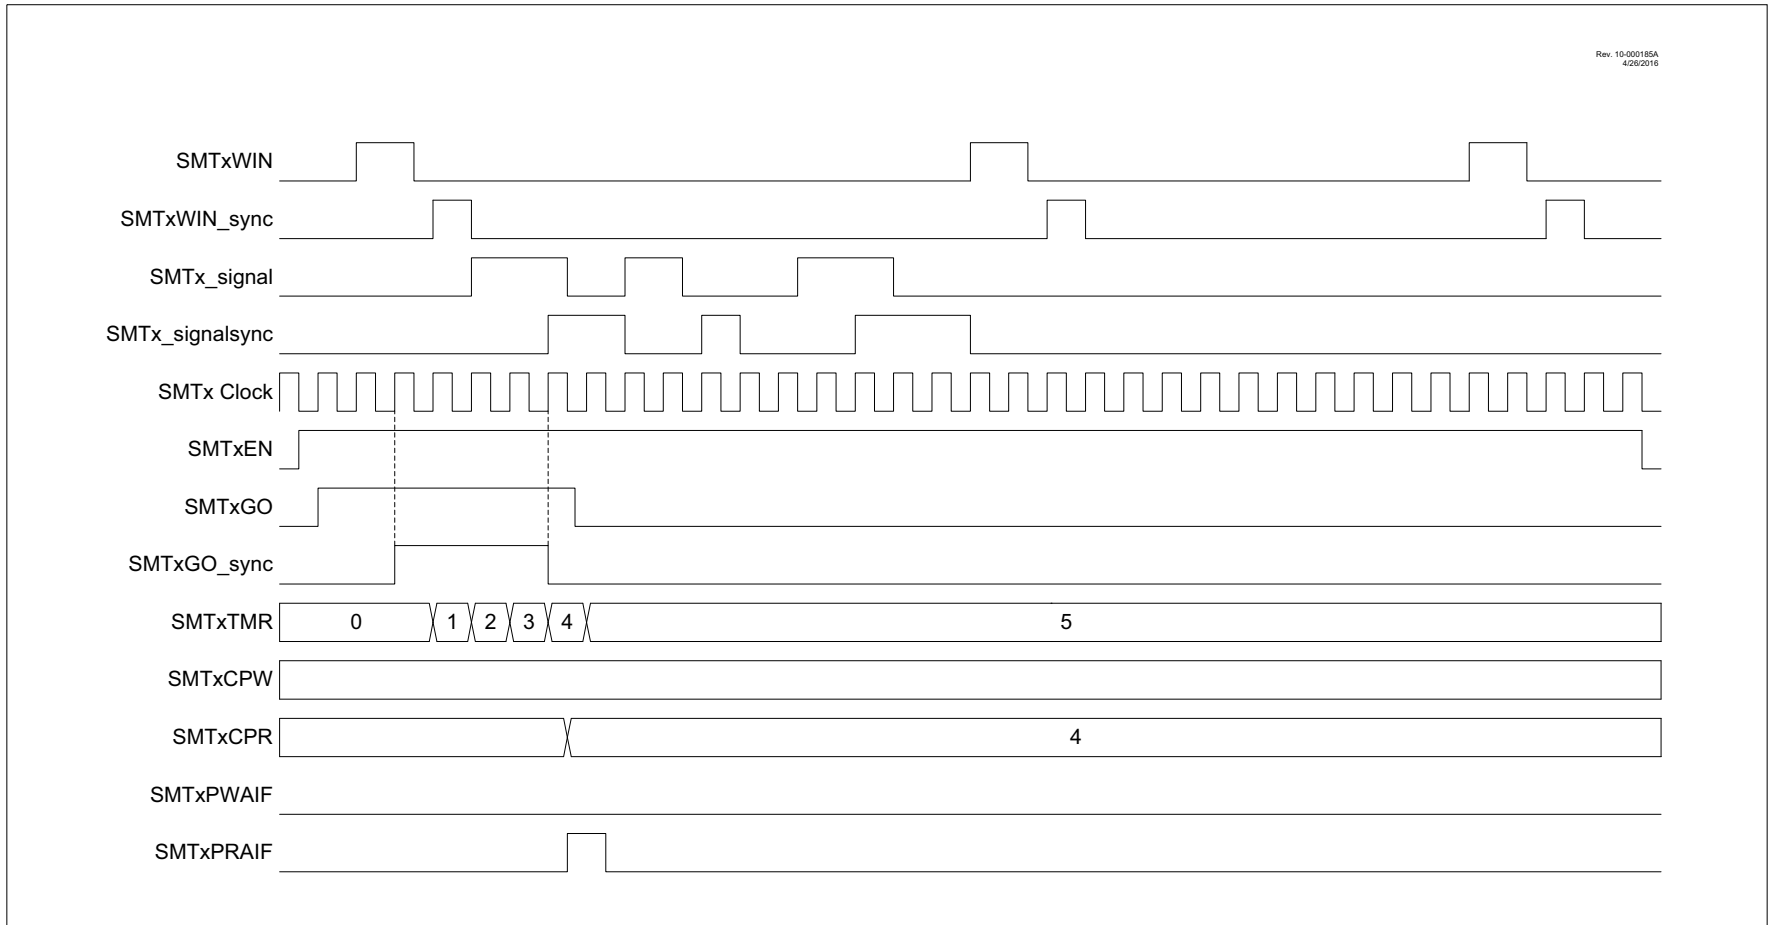 Rev. 10-000185A
4/26/2016
SMTxWIN
SMTxWIN_sync
SMTx_signal
SMTx_signalsync
SMTx Clock
SMTxEN
SMTxGO
SMTxGO_sync
SMTxTMR 0 1 2 3 4 5
SMTxCPW
SMTxCPR 4
SMTxPWAIF
SMTxPRAIF